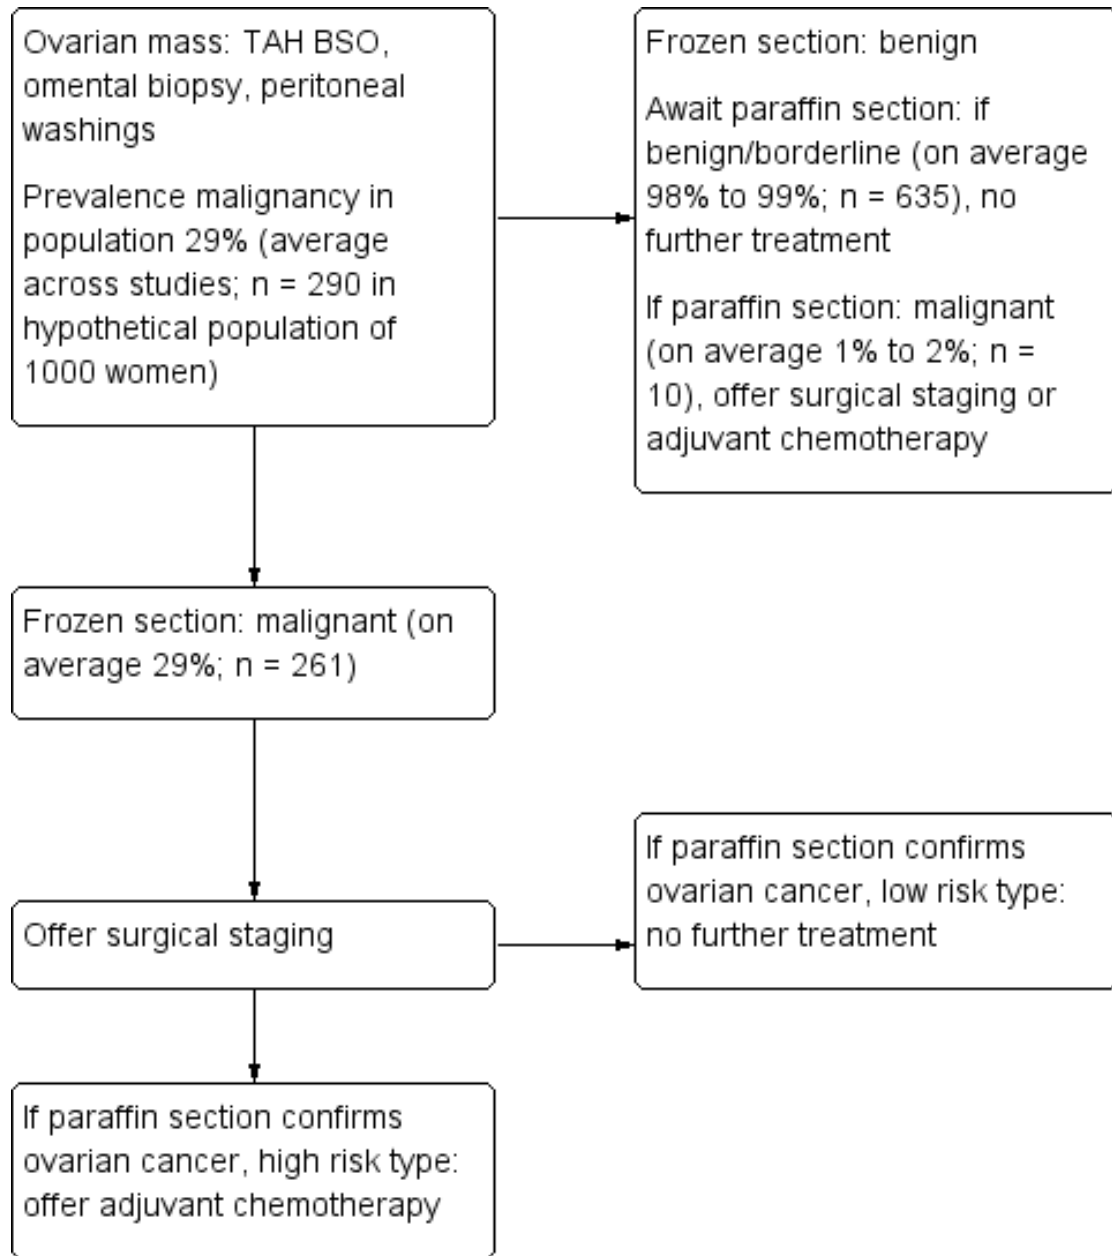 Ovarian mass: TAH BSO,
omental biopsy, peritoneal
washings
Prevalence malignancy in
population 29% (average
across studies; n = 290 in
hypothetical population of
1000 women)
Frozen section: benign
Await paraffin section: if
benign/borderline (on average
98% to 99%; n = 635), no
further treatment
If paraffin section: malignant
(on average 1% to 2%; n =
10), offer surgical staging or
adjuvant chemotherapy
Frozen section: malignant (on
average 29%; n = 261)
Offer surgical staging
If paraffin section confirms
ovarian cancer, low risk type:
no further treatment
If paraffin section confirms
ovarian cancer, high risk type:
offer adjuvant chemotherapy